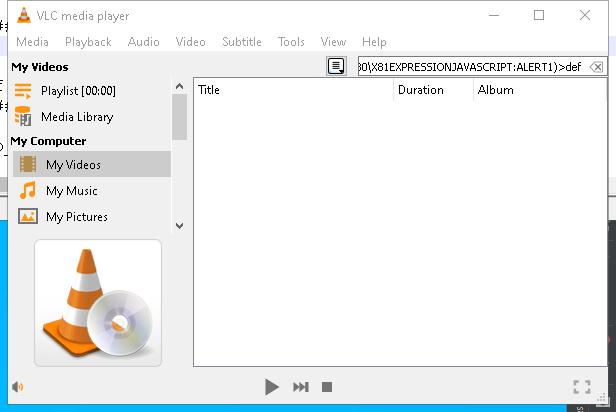 VLC media player
Media Playback Audio Video Subtitle Tools View Help
My Videos
30\X81EXPRESSIONJAVASCRIPT:ALERT1)>def
Playlist [00:00]
Media Library
My Computer
My Videos
My Music
My Pictures
Title Duration Album